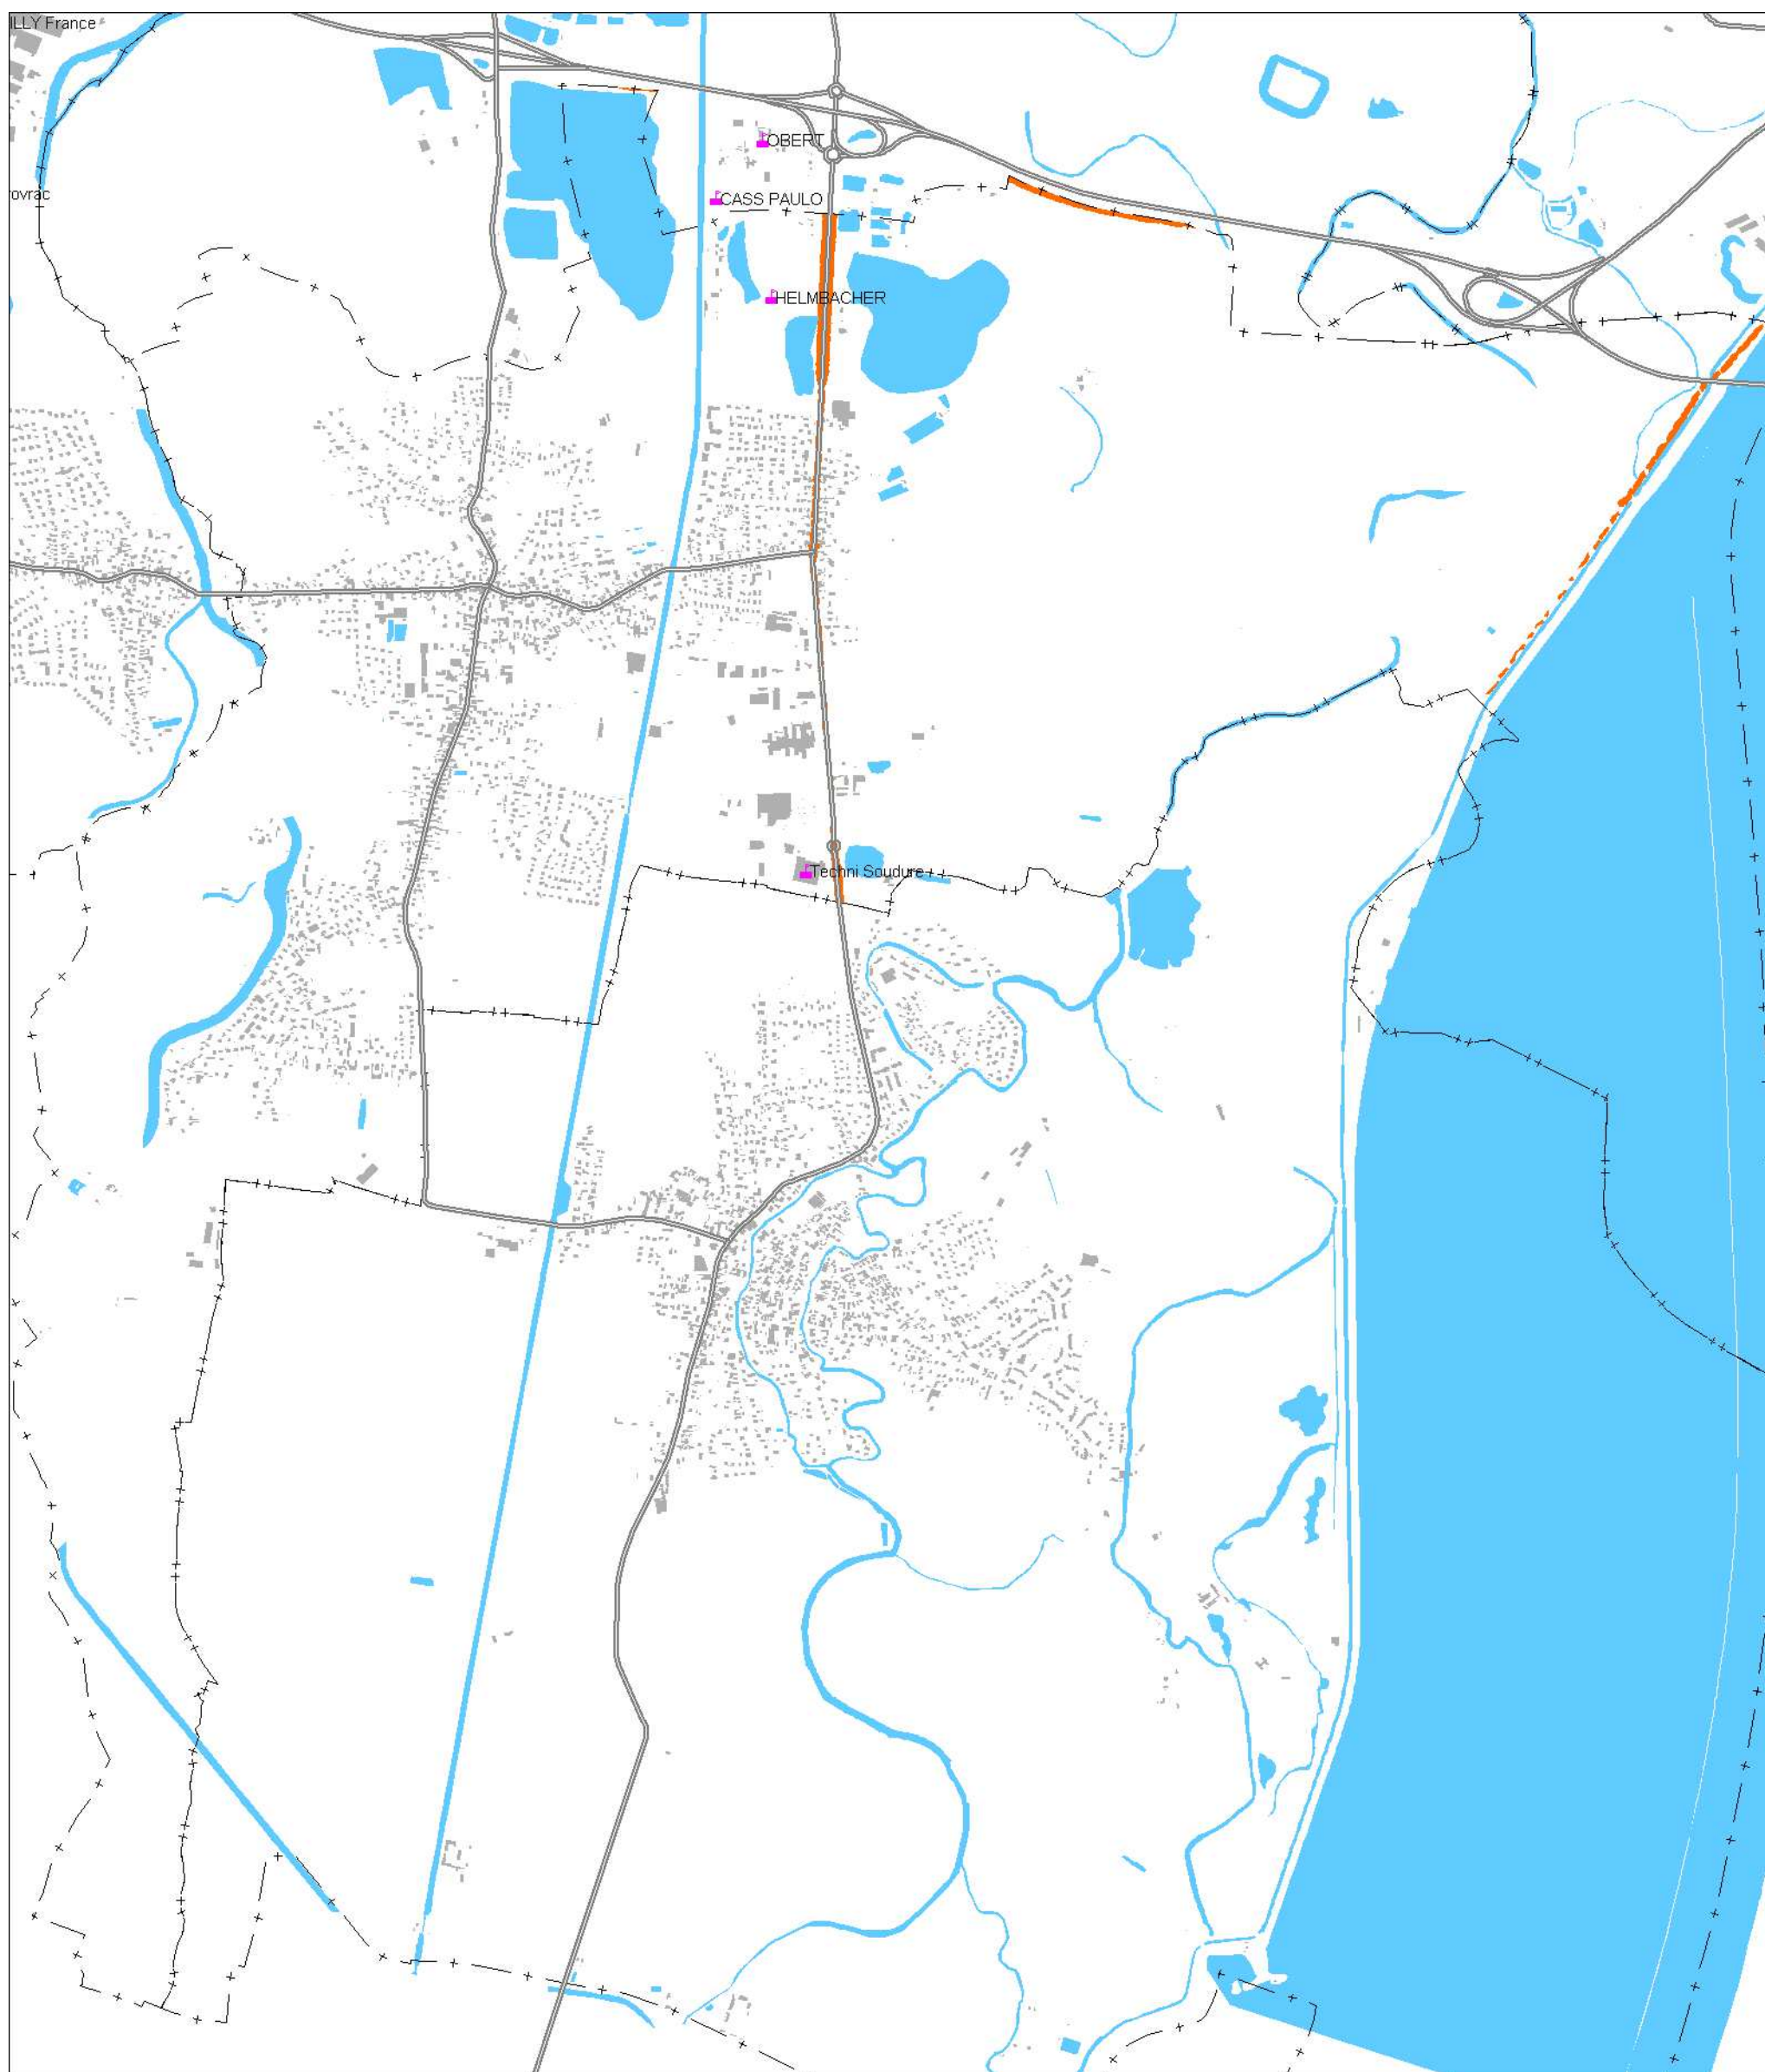 ILLY France
OBERT
CASS PAULO
ovrac
HELMBACHER
Techni Soudure